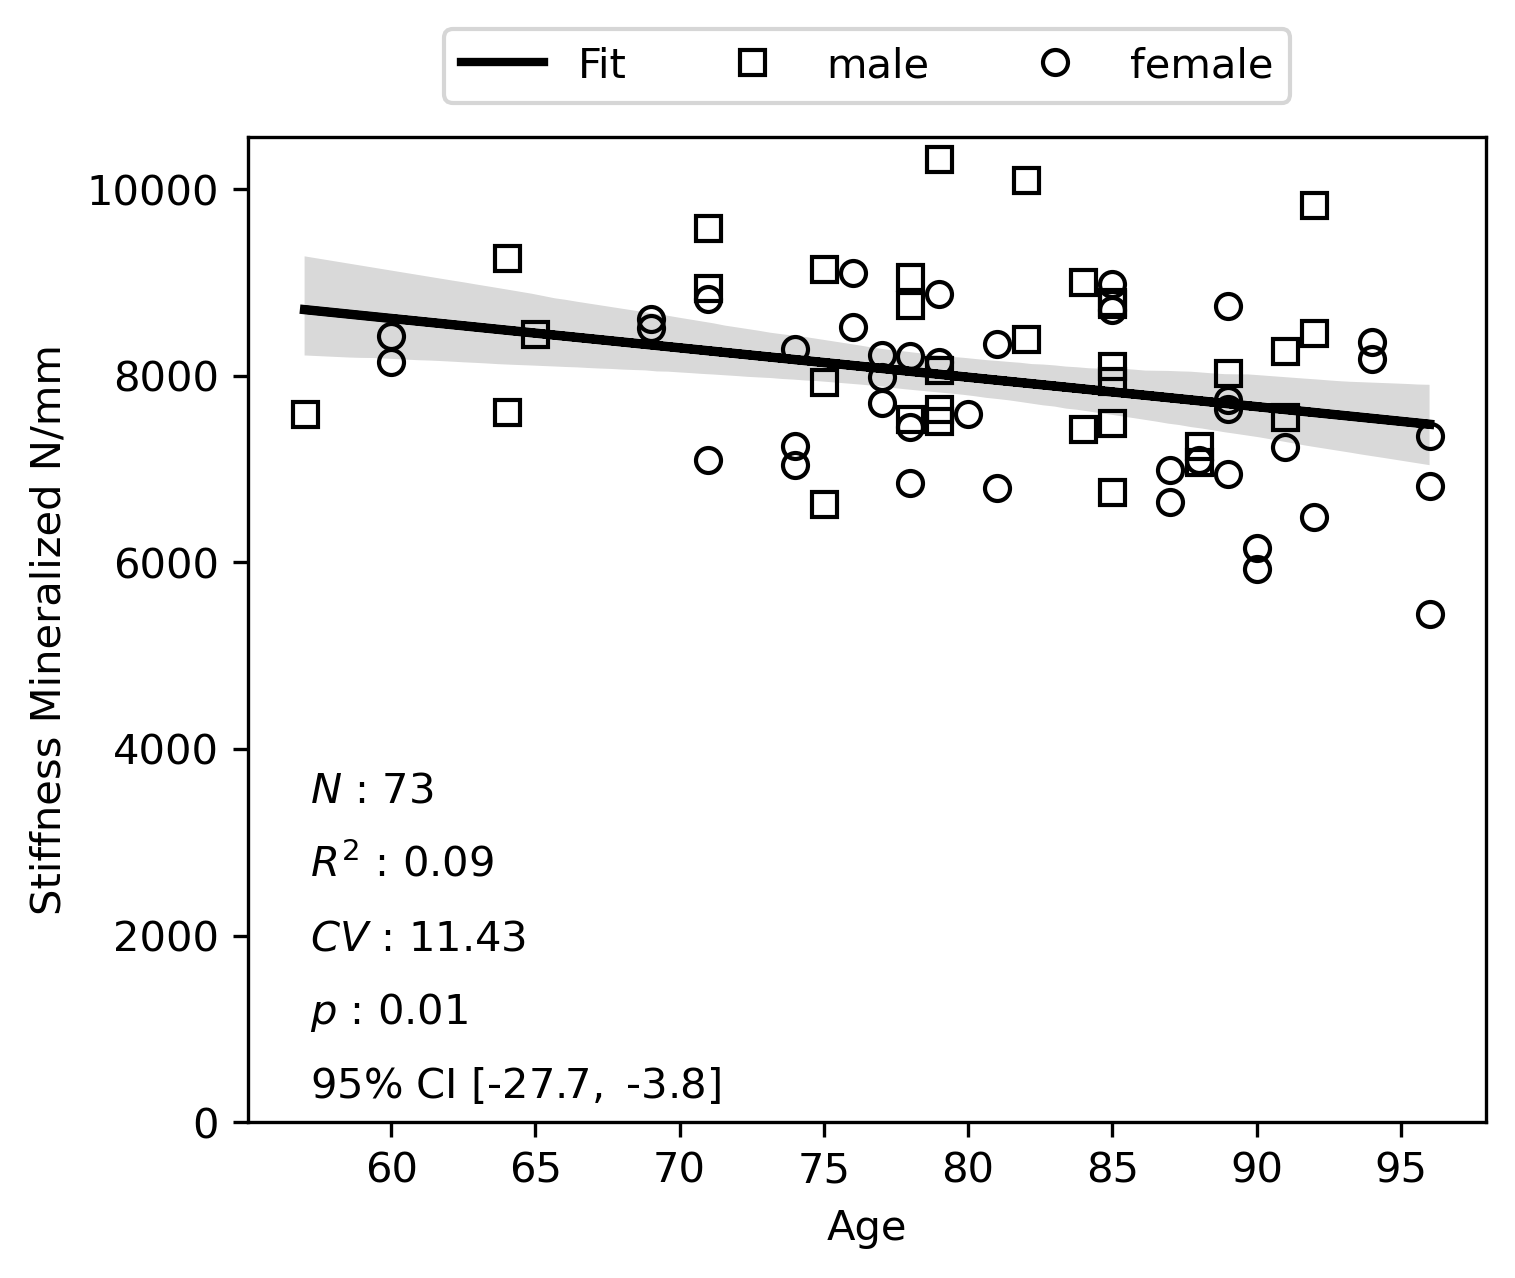 Fit male female
10000
8000
6000
4000
2000
0
Stiffness Mineralized N/mm
N : 73
R² : 0.09
CV : 11.43
p : 0.01
95% CI [-27.7, -3.8]
60 65 70 75 80 85 90 95
Age